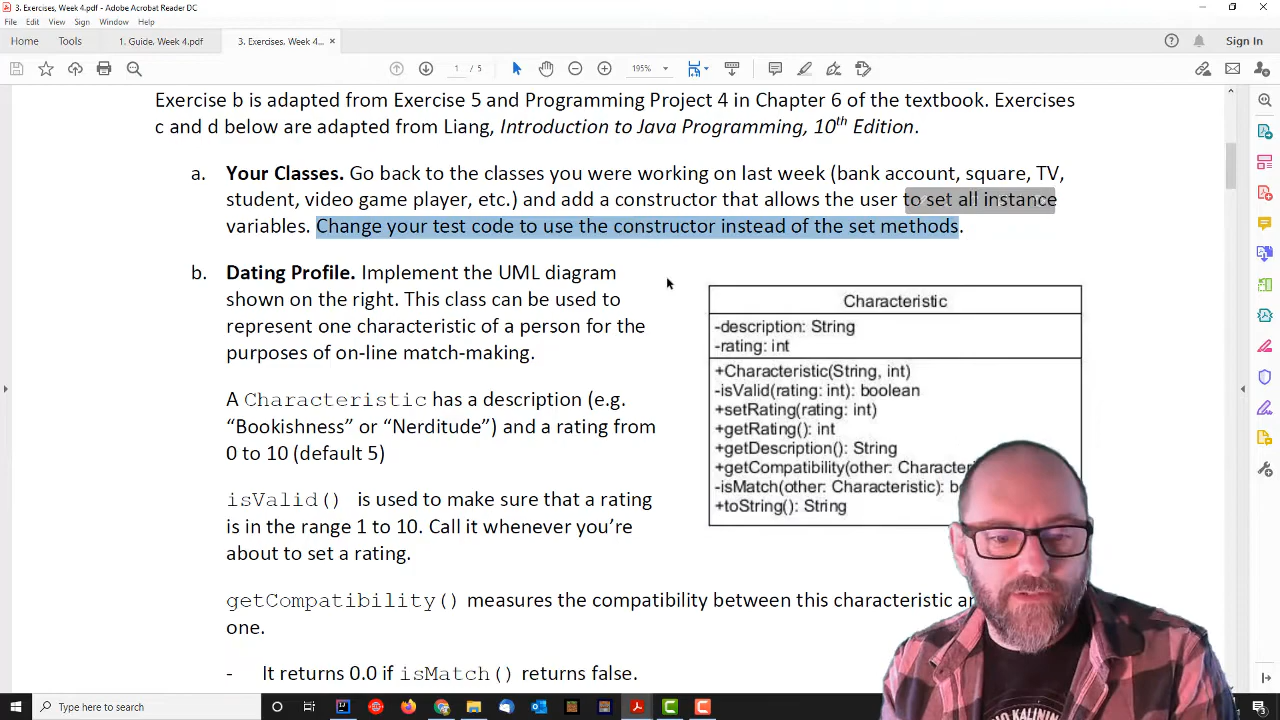 3. Exercises, Week 4.pdf - Adobe Acrobat Reader DC
File Edit View Sign Window Help
Home Tools 1. Guide. Week 4.pdf 3. Exercises. Week 4... × Sign In
1 / 5 195%
Exercise b is adapted from Exercise 5 and Programming Project 4 in Chapter 6 of the textbook. Exercises
c and d below are adapted from Liang, Introduction to Java Programming, 10th Edition.
a. Your Classes. Go back to the classes you were working on last week (bank account, square, TV,
student, video game player, etc.) and add a constructor that allows the user to set all instance
variables. Change your test code to use the constructor instead of the set methods.
b. Dating Profile. Implement the UML diagram
shown on the right. This class can be used to
represent one characteristic of a person for the
purposes of on-line match-making.
A Characteristic has a description (e.g.
“Bookishness” or “Nerditude”) and a rating from
0 to 10 (default 5)
isValid() is used to make sure that a rating
is in the range 1 to 10. Call it whenever you’re
about to set a rating.
Characteristic
-description: String
-rating: int
+Characteristic(String, int)
-isValid(rating: int): boolean
+setRating(rating: int)
+getRating(): int
+getDescription(): String
+getCompatibility(other:
-isMatch(other: Characteristic):
+toString(): String
getCompatibility() measures the compatibility between this characteristic
one.
- It returns 0.0 if isMatch() returns false.
Type here to search